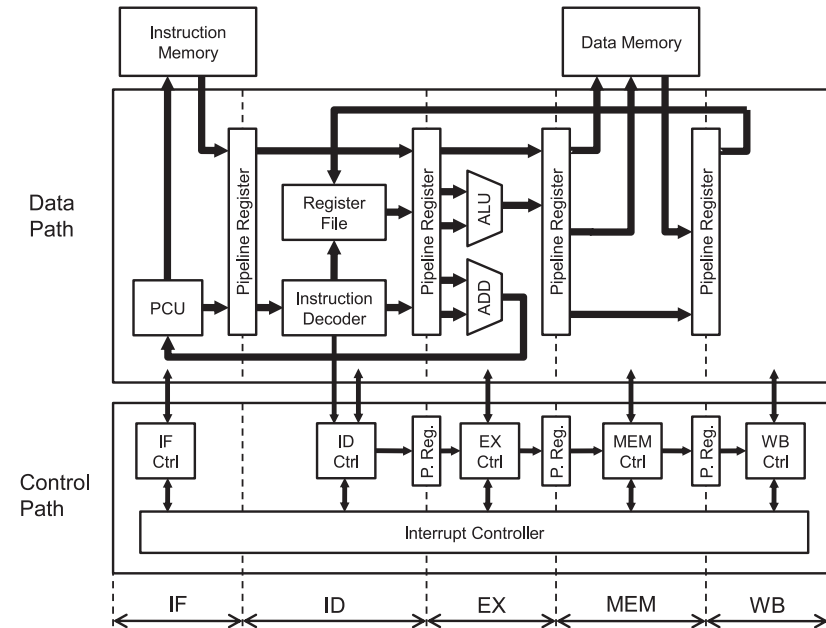 Instruction
Memory
Data Memory
Data
Path
Pipeline Register
Register
File
Pipeline Register
ALU
Pipeline Register
Pipeline Register
PCU
Instruction
Decoder
ADD
Control
Path
IF
Ctrl
ID
Ctrl
P. Reg.
EX
Ctrl
P. Reg.
MEM
Ctrl
P. Reg.
WB
Ctrl
Interrupt Controller
IF
ID
EX
MEM
WB